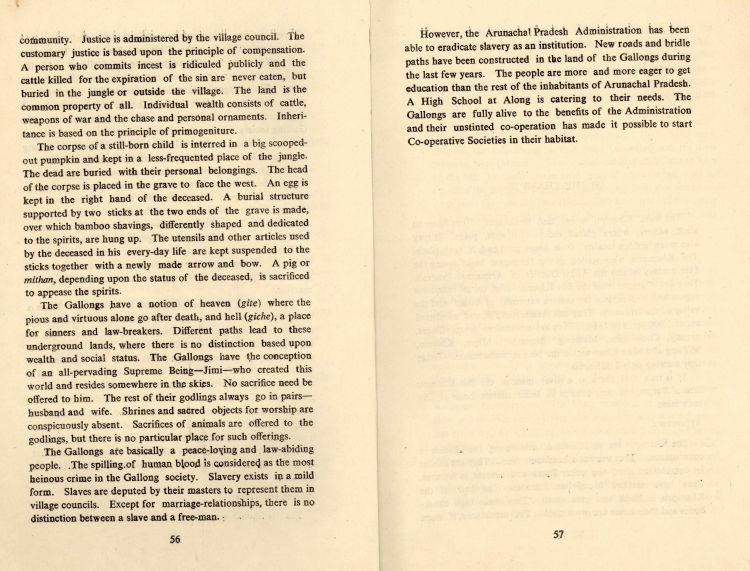 community. Justice is administered by the village council. The
customary justice is based upon the principle of compensation.
A person who commits incest is ridiculed publicly and the
cattle killed for the expiration of the sin are never eaten, but
buried in the jungle or outside the village. The land is the
common property of all. Individual wealth consists of cattle,
weapons of war and the chase and personal ornaments. Inheri-
tance is based on the principle of primogeniture.
The corpse of a still-born child is interred in a big scooped-
out pumpkin and kept in a less-frequented place of the jungle.
The dead are buried with their personal belongings. The head
of the corpse is placed in the grave to face the west. An egg is
kept in the right hand of the deceased. A burial structure
supported by two sticks at the two ends of the grave is made,
over which bamboo shavings, differently shaped and dedicated
to the spirits, are hung up. The utensils and other articles used
by the deceased in his every-day life are kept suspended to the
sticks together with a newly made arrow and bow. A pig or
mithan, depending upon the status of the deceased, is sacrificed
to appease the spirits.
The Gallongs have a notion of heaven (gite) where the
pious and virtuous alone go after death, and hell (giche), a place
for sinners and law-breakers. Different paths lead to these
underground lands, where there is no distinction based upon
wealth and social status. The Gallongs have the conception
of an all-pervading Supreme Being—Jimi—who created this
world and resides somewhere in the skies. No sacrifice need be
offered to him. The rest of their godlings always go in pairs—
husband and wife. Shrines and sacred objects for worship are
conspicuously absent. Sacrifices of animals are offered to the
godlings, but there is no particular place for such offerings.
The Gallongs are basically a peace-loving and law-abiding
people. The spilling of human blood is considered as the most
heinous crime in the Gallong society. Slavery exists in a mild
form. Slaves are deputed by their masters to represent them in
village councils. Except for marriage-relationships, there is no
distinction between a slave and a free-man.
56
However, the Arunachal Pradesh Administration has been
able to eradicate slavery as an institution. New roads and bridle
paths have been constructed in the land of the Gallongs during
the last few years. The people are more and more eager to get
education than the rest of the inhabitants of Arunachal Pradesh.
A High School at Along is catering to their needs. The
Gallongs are fully alive to the benefits of the Administration
and their unstinted co-operation has made it possible to start
Co-operative Societies in their habitat.
57